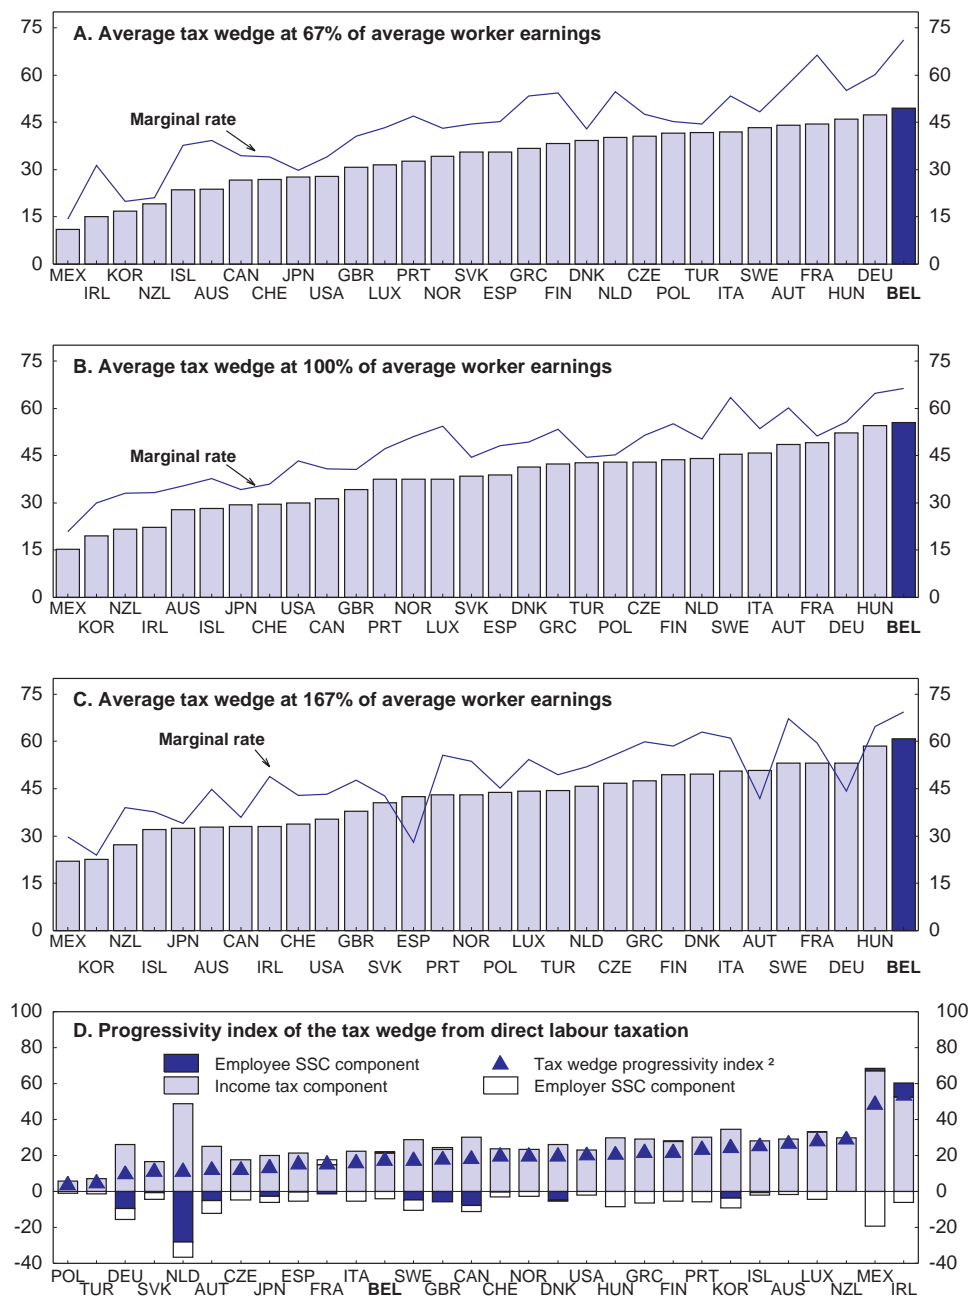 75 75
A. Average tax wedge at 67% of average worker earnings
60 60
Marginal rate
45 45
30 30
15 15
0 0
MEX KOR ISL CAN JPN GBR PRT SVK GRC DNK CZE TUR SWE FRA DEU
IRL NZL AUS CHE USA LUX NOR ESP FIN NLD POL ITA AUT HUN BEL
75 75
B. Average tax wedge at 100% of average worker earnings
60 60
Marginal rate
45 45
30 30
15 15
0 0
MEX NZL AUS JPN USA GBR NOR SVK DNK TUR CZE NLD ITA FRA HUN
KOR IRL ISL CHE CAN PRT LUX ESP GRC POL FIN SWE AUT DEU BEL
75 75
C. Average tax wedge at 167% of average worker earnings
60 60
Marginal rate
45 45
30 30
15 15
0 0
MEX NZL JPN CAN CHE GBR ESP NOR LUX NLD GRC DNK AUT FRA HUN
KOR ISL AUS IRL USA SVK PRT POL TUR CZE FIN ITA SWE DEU BEL
100 100
D. Progressivity index of the tax wedge from direct labour taxation
80 80
Employee SSC component Tax wedge progressivity index ²
60 60
Income tax component Employer SSC component
40 40
20 20
0 0
-20 -20
-40 -40
POL DEU NLD CZE ESP ITA SWE CAN NOR USA GRC PRT ISL LUX MEX
TUR SVK AUT JPN FRA BEL GBR CHE DNK HUN FIN KOR AUS NZL IRL